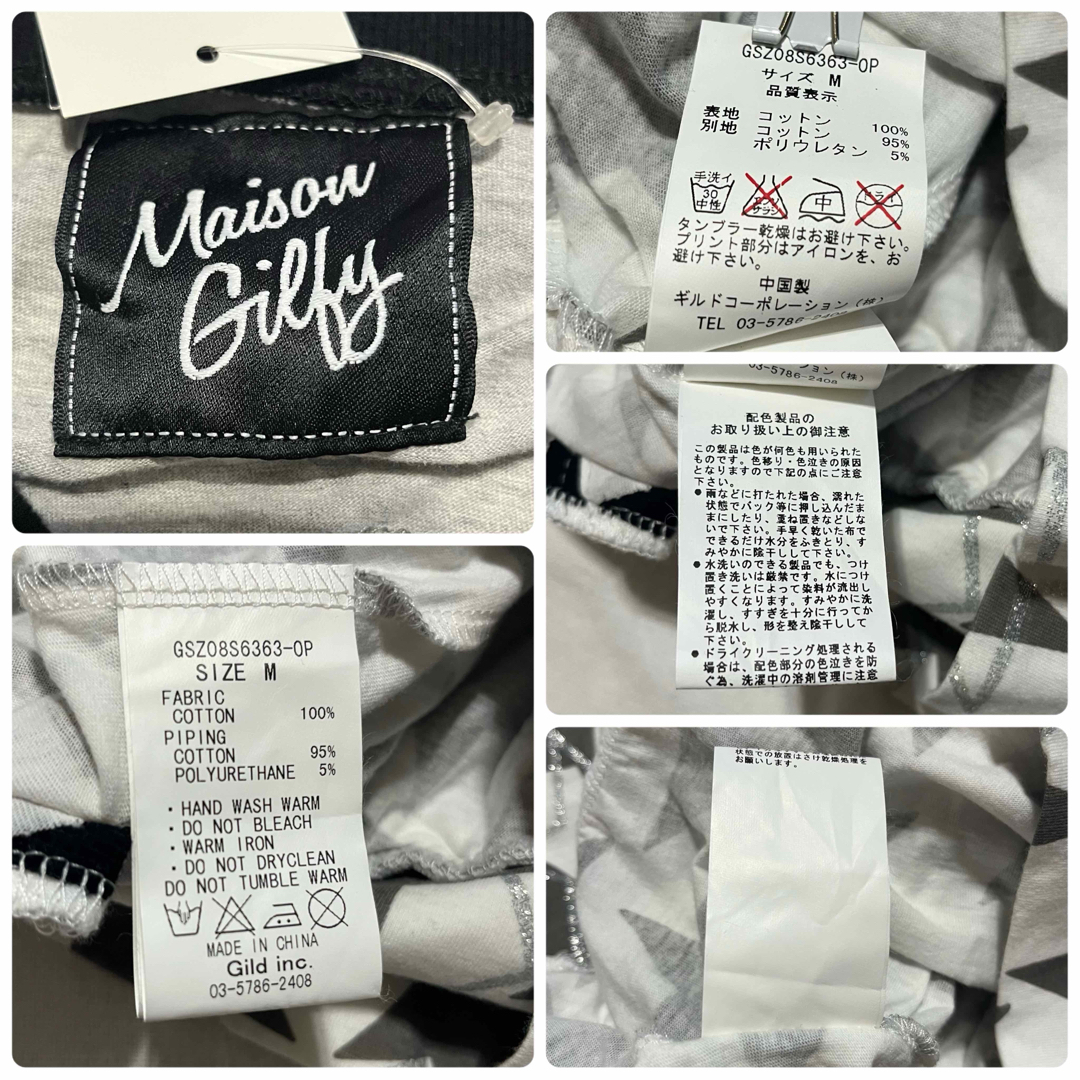 Maison
Gilfy
GSZ08S6363-OP
サイズ M
品質表示
表地 コットン 100%
別地 コットン 95%
ポリウレタン 5%
手洗イ
30
中性
エンソ
サラシ
中
ドライ
タンブラー乾燥はお避け下さい。
プリント部分はアイロンを、お
避け下さい。
中国製
ギルドコーポレーション(株)
TEL 03-5786-2408
ション(株)
03-5786-2408
配色製品の
お取り扱い上の御注意
この製品は色が何色も用いられた
ものです。色移り・色泣きの原因
となりますので下記の点にご注意
下さい。
●雨などに打たれた場合、濡れた
状態でバック等に押し込んだま
まにしたり、重ね置きなどしな
いで下さい。手早く乾いた布で
できるだけ水分をふきとり、す
みやかに陰干しして下さい。
●水洗いのできる製品でも、つけ
置き洗いは厳禁です。水につけ
置くことによって染料が流出し
やすくなります。すみやかに洗
濯し、すすぎを十分に行ってか
ら脱水し、形を整え陰干しして
下さい。
●ドライクリーニング処理される
場合は、配色部分の色泣きを防
ぐ為、洗濯中の溶剤管理に注意
GSZ08S6363-OP
SIZE M
FABRIC
COTTON 100%
PIPING
COTTON 95%
POLYURETHANE 5%
・HAND WASH WARM
・DO NOT BLEACH
・WARM IRON
・DO NOT DRYCLEAN
DO NOT TUMBLE WARM
MADE IN CHINA
Gild inc.
03-5786-2408
状態での放置はさけ乾燥処理を
お願いします。